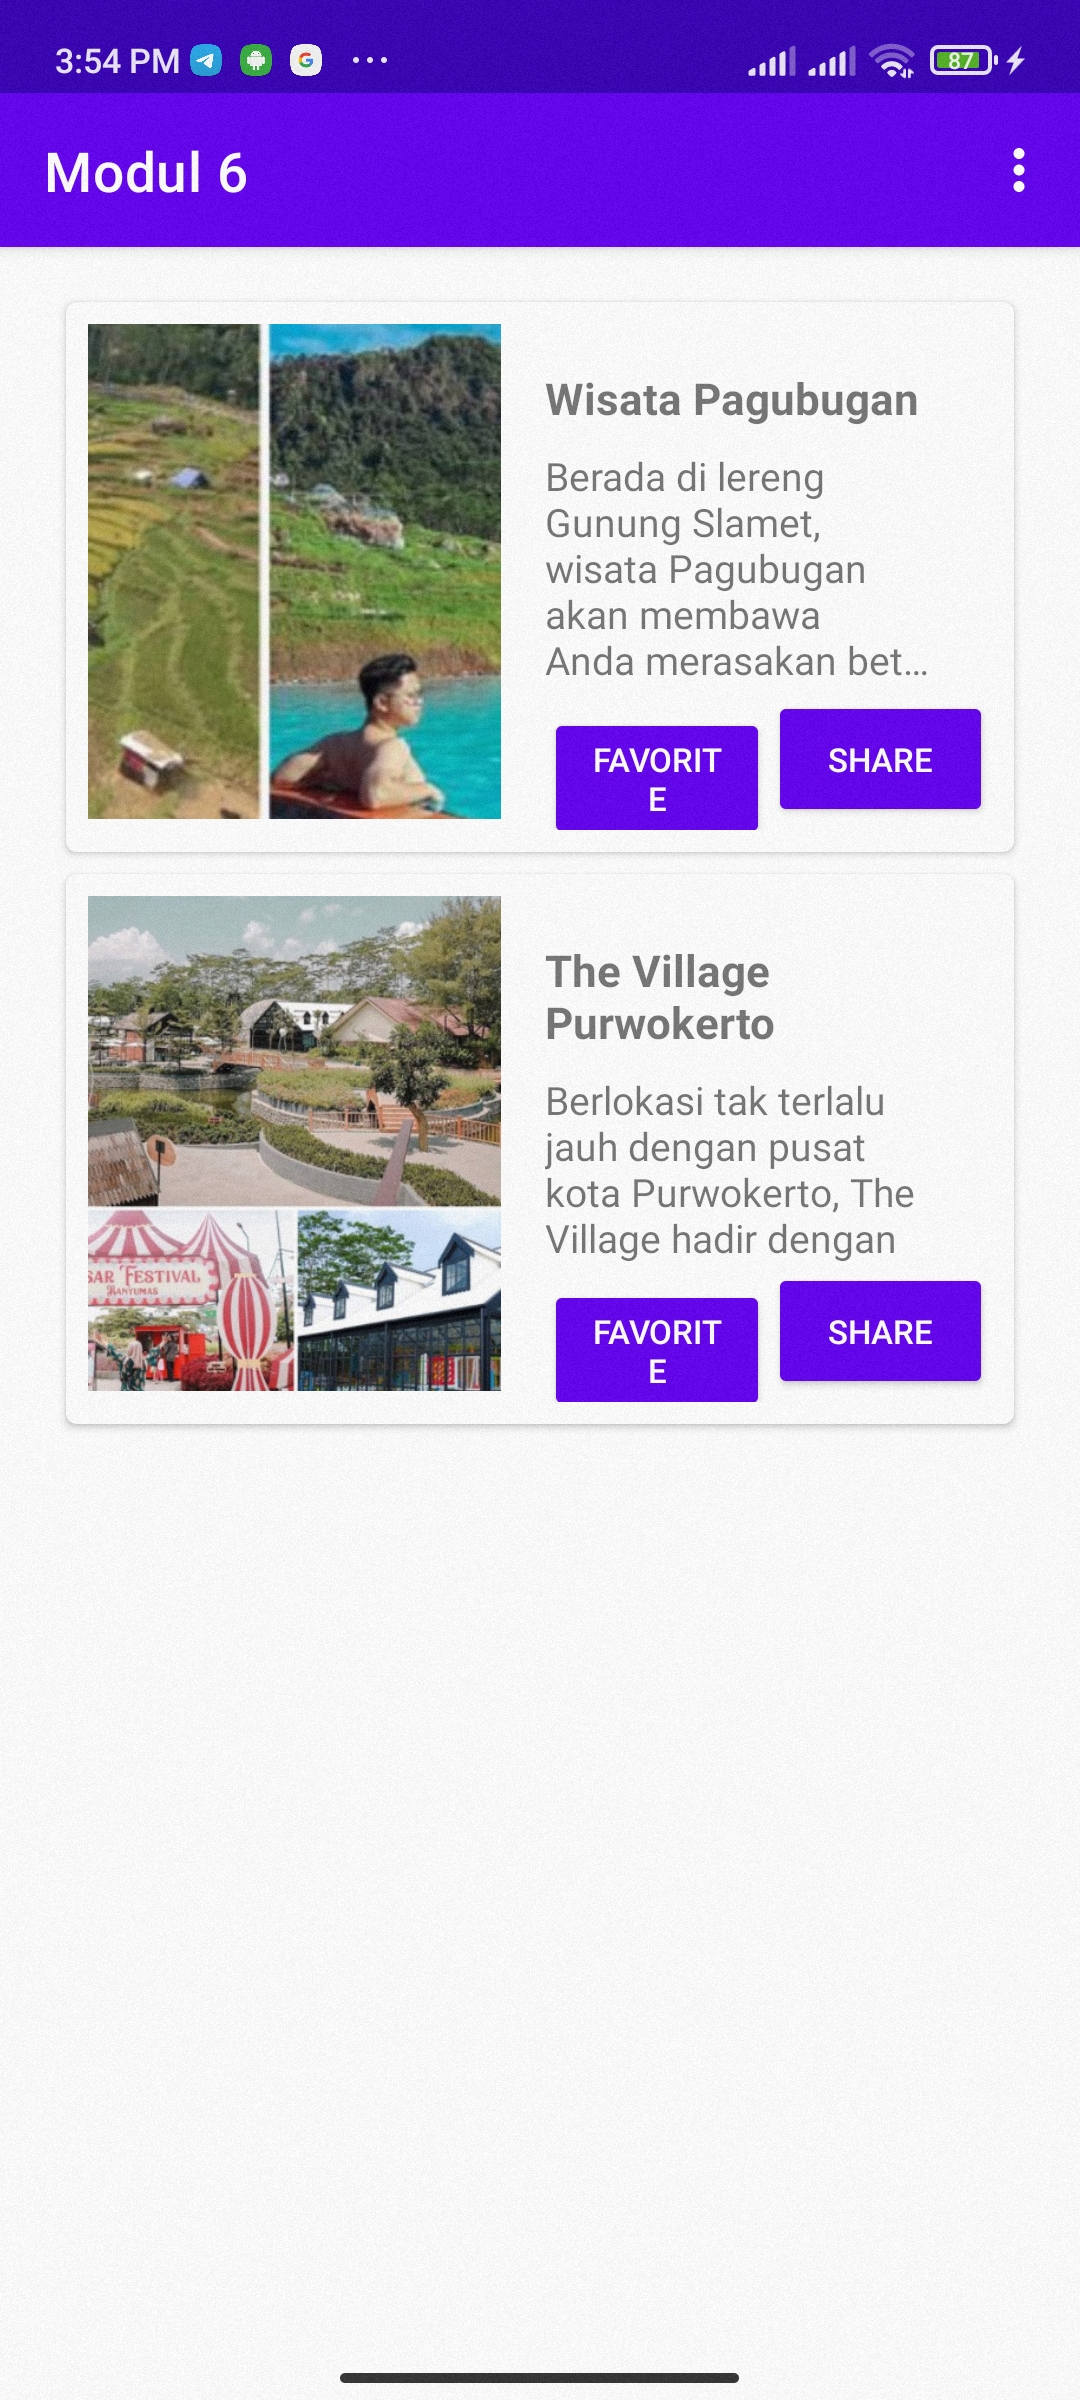 3:54 PM
87
Modul 6
Wisata Pagubugan
Berada di lereng
Gunung Slamet,
wisata Pagubugan
akan membawa
Anda merasakan bet...
FAVORIT
E
SHARE
The Village
Purwokerto
Berlokasi tak terlalu
jauh dengan pusat
kota Purwokerto, The
Village hadir dengan
SAR FESTIVAL
BANYUMAS
FAVORIT
E
SHARE